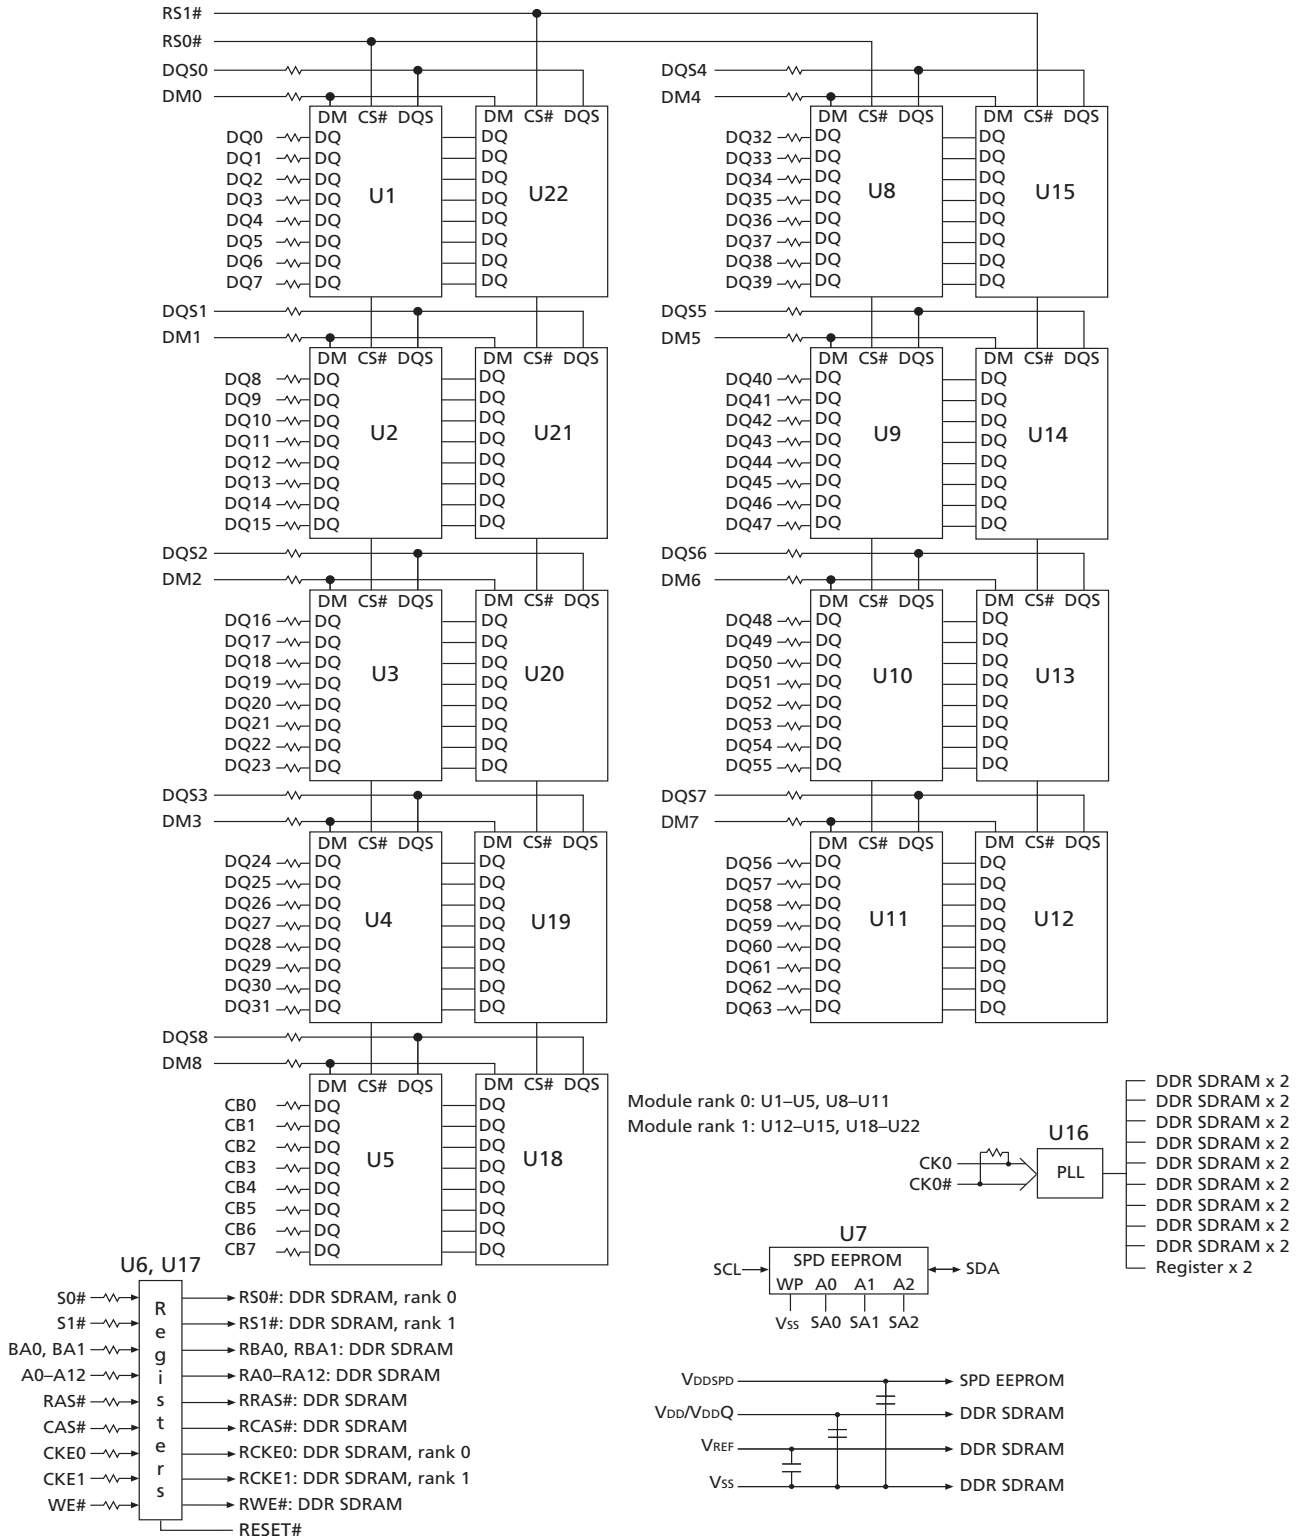 RS1#
RS0#
DQS0
DM0
DM CS# DQS
DM CS# DQS
DQ0 DQ DQ
DQ1 DQ DQ
DQ2 DQ DQ
DQ3 DQ DQ
DQ4 DQ DQ
DQ5 DQ DQ
DQ6 DQ DQ
DQ7 DQ DQ
U1
U22
DQS4
DM4
DM CS# DQS
DM CS# DQS
DQ32 DQ DQ
DQ33 DQ DQ
DQ34 DQ DQ
DQ35 DQ DQ
DQ36 DQ DQ
DQ37 DQ DQ
DQ38 DQ DQ
DQ39 DQ DQ
U8
U15
DQS1
DM1
DM CS# DQS
DM CS# DQS
DQ8 DQ DQ
DQ9 DQ DQ
DQ10 DQ DQ
DQ11 DQ DQ
DQ12 DQ DQ
DQ13 DQ DQ
DQ14 DQ DQ
DQ15 DQ DQ
U2
U21
DQS5
DM5
DM CS# DQS
DM CS# DQS
DQ40 DQ DQ
DQ41 DQ DQ
DQ42 DQ DQ
DQ43 DQ DQ
DQ44 DQ DQ
DQ45 DQ DQ
DQ46 DQ DQ
DQ47 DQ DQ
U9
U14
DQS2
DM2
DM CS# DQS
DM CS# DQS
DQ16 DQ DQ
DQ17 DQ DQ
DQ18 DQ DQ
DQ19 DQ DQ
DQ20 DQ DQ
DQ21 DQ DQ
DQ22 DQ DQ
DQ23 DQ DQ
U3
U20
DQS6
DM6
DM CS# DQS
DM CS# DQS
DQ48 DQ DQ
DQ49 DQ DQ
DQ50 DQ DQ
DQ51 DQ DQ
DQ52 DQ DQ
DQ53 DQ DQ
DQ54 DQ DQ
DQ55 DQ DQ
U10
U13
DQS3
DM3
DM CS# DQS
DM CS# DQS
DQ24 DQ DQ
DQ25 DQ DQ
DQ26 DQ DQ
DQ27 DQ DQ
DQ28 DQ DQ
DQ29 DQ DQ
DQ30 DQ DQ
DQ31 DQ DQ
U4
U19
DQS7
DM7
DM CS# DQS
DM CS# DQS
DQ56 DQ DQ
DQ57 DQ DQ
DQ58 DQ DQ
DQ59 DQ DQ
DQ60 DQ DQ
DQ61 DQ DQ
DQ62 DQ DQ
DQ63 DQ DQ
U11
U12
DQS8
DM8
DM CS# DQS
DM CS# DQS
CB0 DQ DQ
CB1 DQ DQ
CB2 DQ DQ
CB3 DQ DQ
CB4 DQ DQ
CB5 DQ DQ
CB6 DQ DQ
CB7 DQ DQ
U5
U18
Module rank 0: U1–U5, U8–U11
Module rank 1: U12–U15, U18–U22
U16
CK0
CK0#
PLL
DDR SDRAM x 2
DDR SDRAM x 2
DDR SDRAM x 2
DDR SDRAM x 2
DDR SDRAM x 2
DDR SDRAM x 2
DDR SDRAM x 2
DDR SDRAM x 2
DDR SDRAM x 2
Register x 2
U7
SPD EEPROM
SCL
SDA
WP A0 A1 A2
VSS SA0 SA1 SA2
U6, U17
Registers
S0# RS0#: DDR SDRAM, rank 0
S1# RS1#: DDR SDRAM, rank 1
BA0, BA1 RBA0, RBA1: DDR SDRAM
A0–A12 RA0–RA12: DDR SDRAM
RAS# RRAS#: DDR SDRAM
CAS# RCAS#: DDR SDRAM
CKE0 RCKE0: DDR SDRAM, rank 0
CKE1 RCKE1: DDR SDRAM, rank 1
WE# RWE#: DDR SDRAM
RESET#
VDDSPD SPD EEPROM
VDD/VDDQ DDR SDRAM
VREF DDR SDRAM
VSS DDR SDRAM